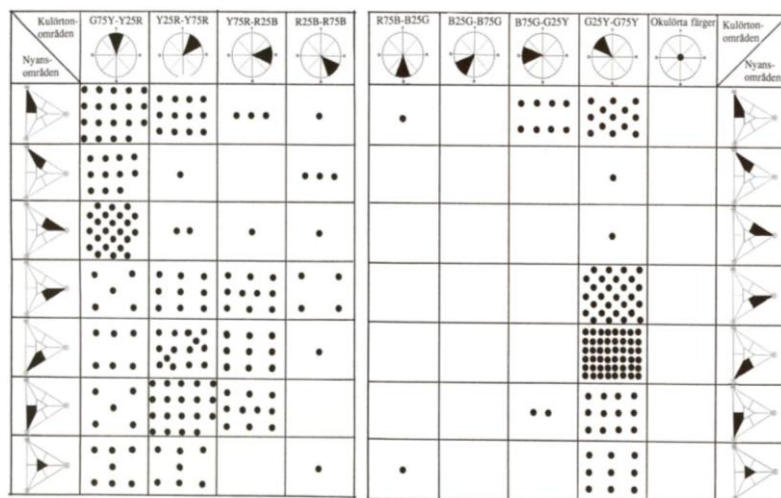 Kulörton-
områden
Nyans-
områden
G75Y-Y25R
Y25R-Y75R
Y75R-R25B
R25B-R75B
R75B-B25G
B25G-B75G
B75G-G25Y
G25Y-G75Y
Okulörta färger
Kulörton-
områden
Nyans-
områden